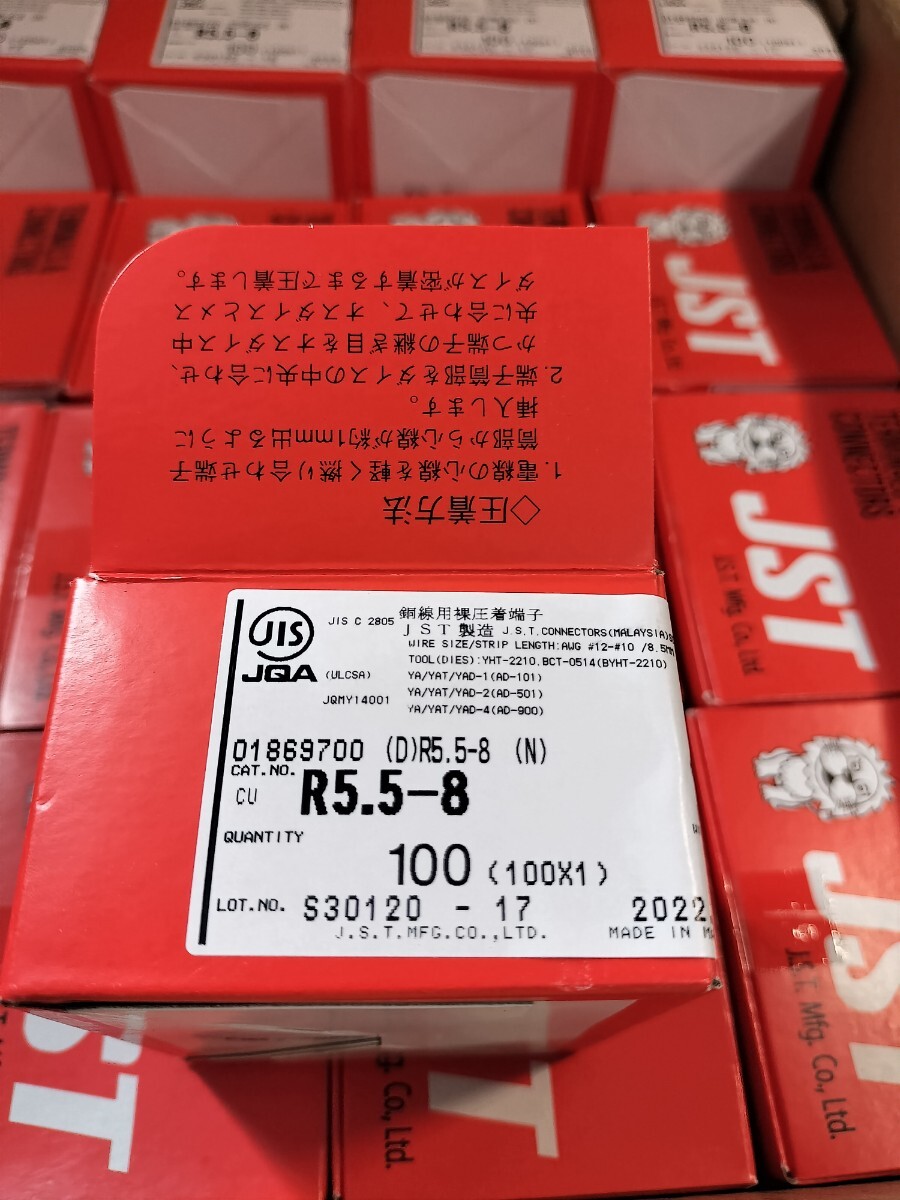 ◇圧着方法
1. 電線の心線を軽く撚り合わせ端子
筒部から心線が約1mm出るように
挿入します。
2. 端子筒部をダイスの中央に合わせ、
かつ端子の継ぎ目をオスダイス中
央に合わせて、オスダイスとメス
ダイスが密着するまで圧着します。
JIS
JQA
JIS C 2805 銅線用裸圧着端子
JST製造 J.S.T.CONNECTORS(MALAYSIA)
WIRE SIZE/STRIP LENGTH:AWG #12-#10 /8.5mm
TOOL(DIES):YHT-2210,BCT-0514(BYHT-2210)
(ULCSA) YA/YAT/YAD-1(AD-101)
YA/YAT/YAD-2(AD-501)
JQMY14001
YA/YAT/YAD-4(AD-900)
01869700 (D)R5.5-8 (N)
CAT.NO.
CU R5.5-8
QUANTITY
100 (100X1)
LOT.NO. S30120 - 17 2022
J.S.T.MFG.CO.,LTD. MADE IN
JST
JST
J.S.T. Mfg. Co., Ltd.
CONNECTORS
JST
J.S.T. Mfg. Co., Ltd.
Co., Ltd.